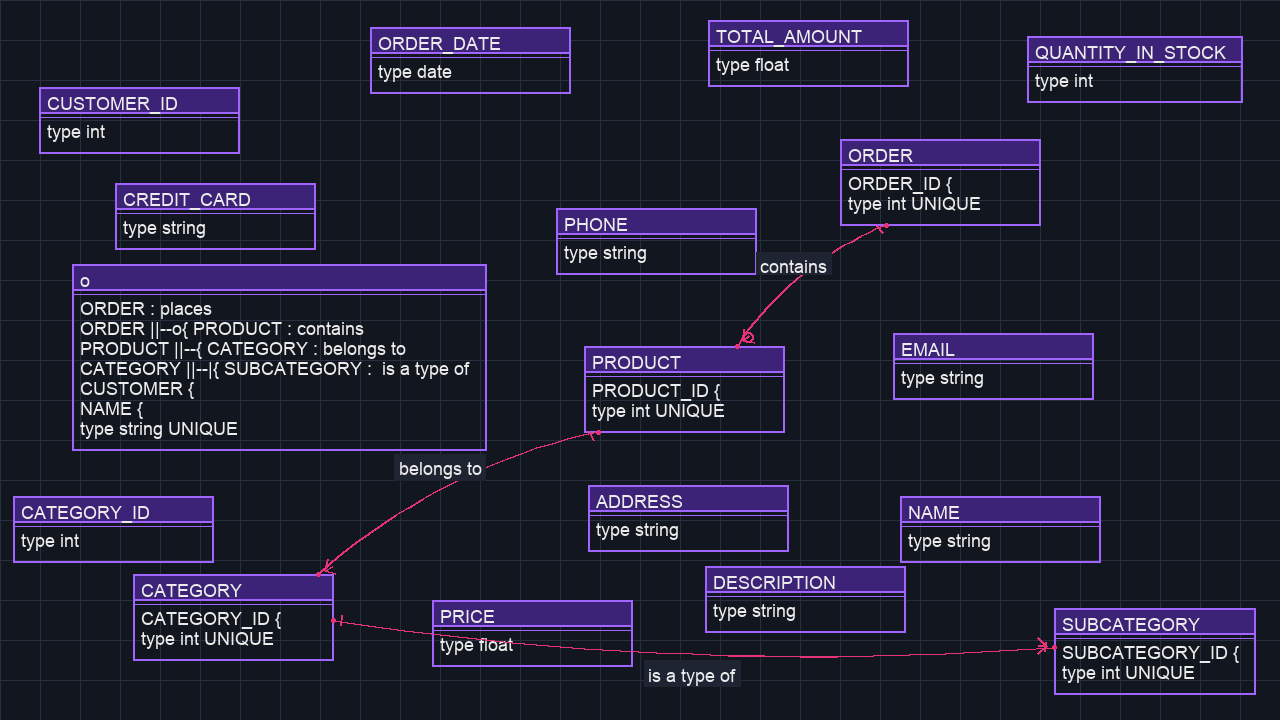 ORDER_DATE
type date
TOTAL_AMOUNT
type float
QUANTITY_IN_STOCK
type int
CUSTOMER_ID
type int
ORDER
ORDER_ID {
type int UNIQUE
CREDIT_CARD
type string
PHONE
type string
contains
o
ORDER : places
ORDER ||--o{ PRODUCT : contains
PRODUCT ||--{ CATEGORY : belongs to
CATEGORY ||--|{ SUBCATEGORY :  is a type of
CUSTOMER {
NAME {
type string UNIQUE
PRODUCT
PRODUCT_ID {
type int UNIQUE
EMAIL
type string
belongs to
CATEGORY_ID
type int
ADDRESS
type string
NAME
type string
CATEGORY
CATEGORY_ID {
type int UNIQUE
PRICE
type float
DESCRIPTION
type string
is a type of
SUBCATEGORY
SUBCATEGORY_ID {
type int UNIQUE